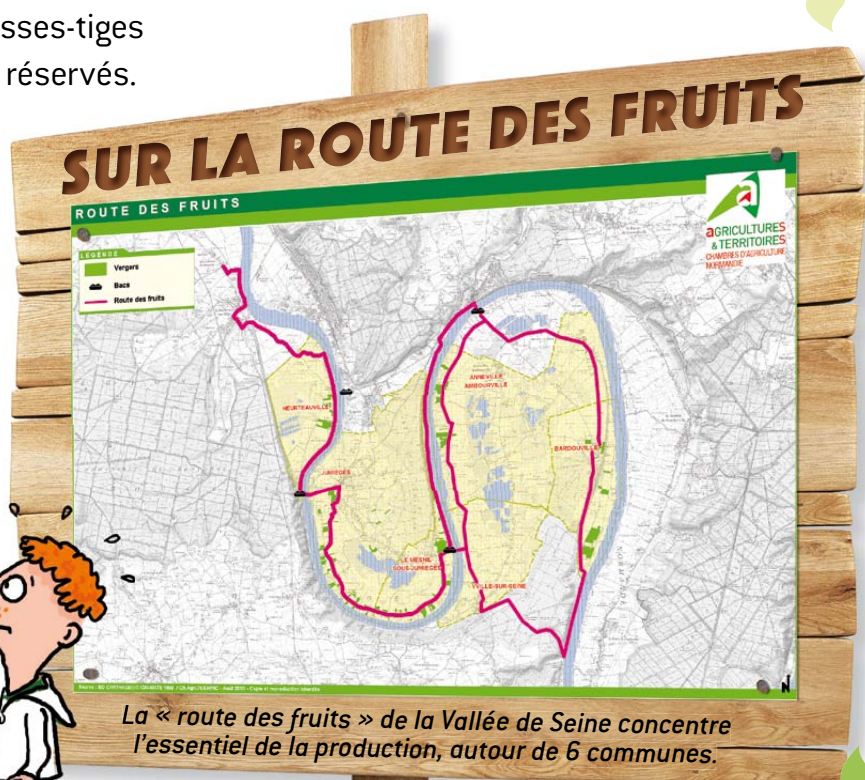 sses-tiges
réservés.
SUR LA ROUTE DES FRUITS
ROUTE DES FRUITS
LÉGENDE
Vergers
Bacs
Route des fruits
aGRICULTURES
& TERRITOIRES
CHAMBRES D'AGRICULTURE
NORMANDIE
ANNEVILLE
AMBOURVILLE
HEURTEAUVILLE
BARDOUVILLE
JUMIEGES
LE MESNIL
SOUS-JUMIEGES
YVILLE-SUR-SEINE
N
La « route des fruits » de la Vallée de Seine concentre
l'essentiel de la production, autour de 6 communes.